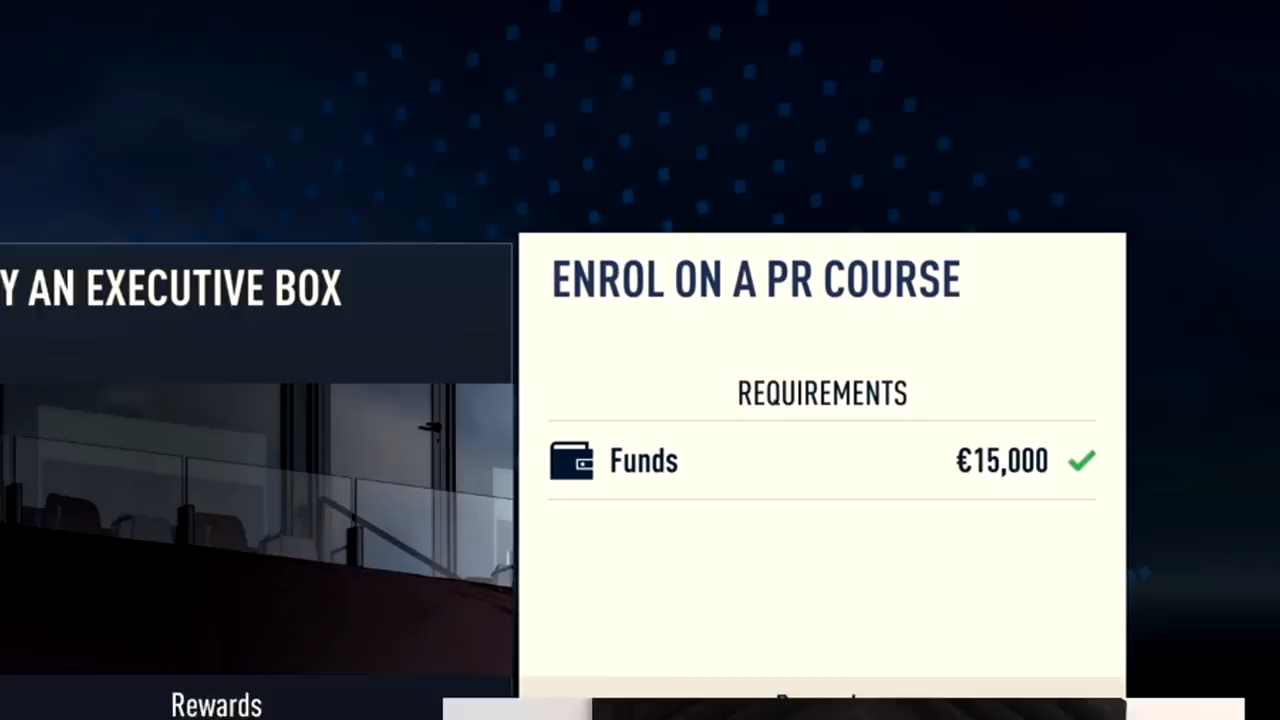 Y AN EXECUTIVE BOX
Rewards
ENROL ON A PR COURSE
REQUIREMENTS
Funds €15,000